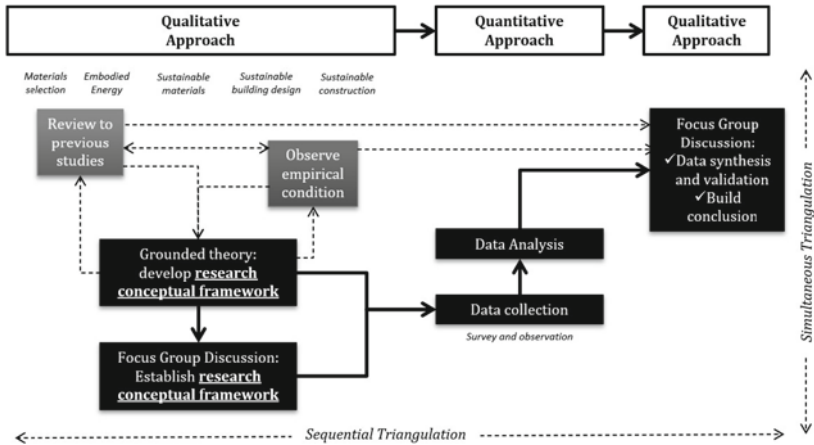 Qualitative
Approach
Quantitative
Approach
Qualitative
Approach
Materials
selection
Embodied
Energy
Sustainable
materials
Sustainable
building design
Sustainable
construction
Review to
previous
studies
Observe
empirical
condition
Focus Group
Discussion:
✓Data synthesis
and validation
✓Build
conclusion
Grounded theory:
develop research
conceptual framework
Data Analysis
Data collection
Survey and observation
Focus Group Discussion:
Establish research
conceptual framework
Sequential Triangulation
Simultaneous Triangulation